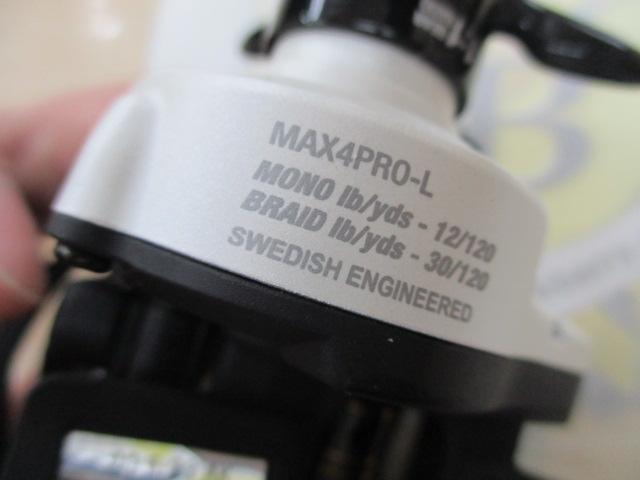 MAX4PRO-L
MONO lb/yds - 12/120
BRAID lb/yds - 30/120
SWEDISH ENGINEERED
B